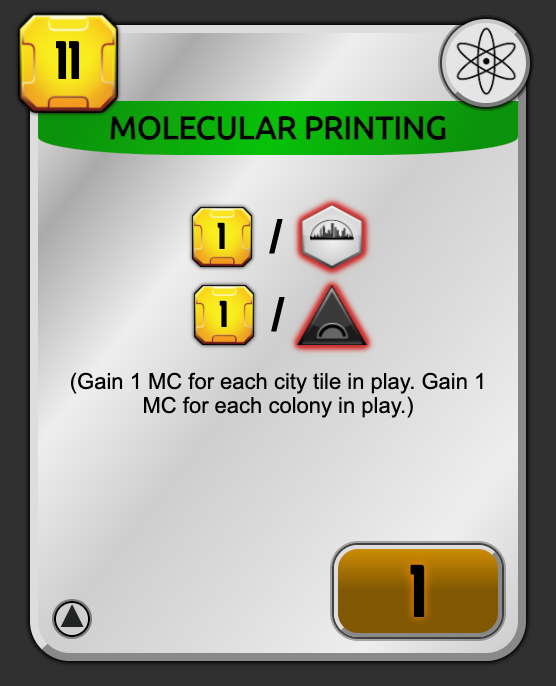 11
MOLECULAR PRINTING
1 /
1 /
(Gain 1 MC for each city tile in play. Gain 1
MC for each colony in play.)
1